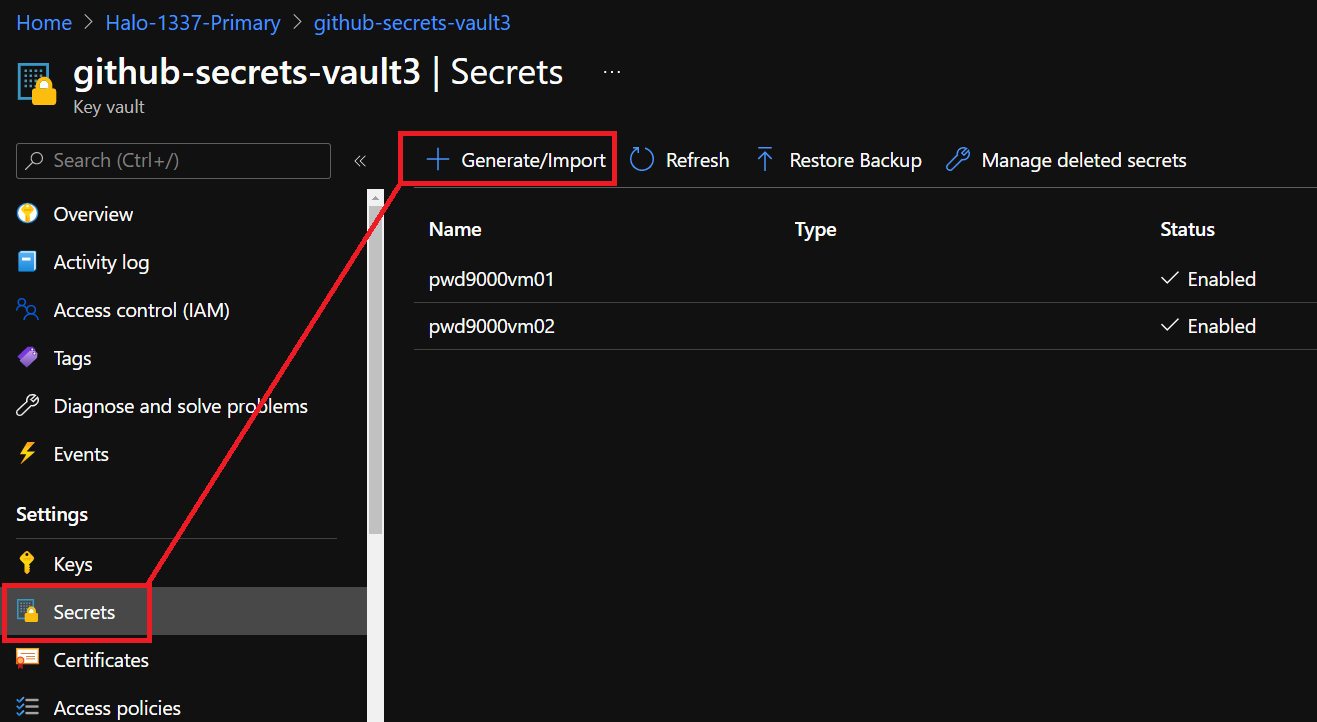 Home > Halo-1337-Primary > github-secrets-vault3
github-secrets-vault3 | Secrets ...
Key vault
Search (Ctrl+/)
«
Overview
Activity log
Access control (IAM)
Tags
Diagnose and solve problems
Events
Settings
Keys
Secrets
Certificates
Access policies
+ Generate/Import Refresh Restore Backup Manage deleted secrets
Name Type Status
pwd9000vm01 ✓ Enabled
pwd9000vm02 ✓ Enabled